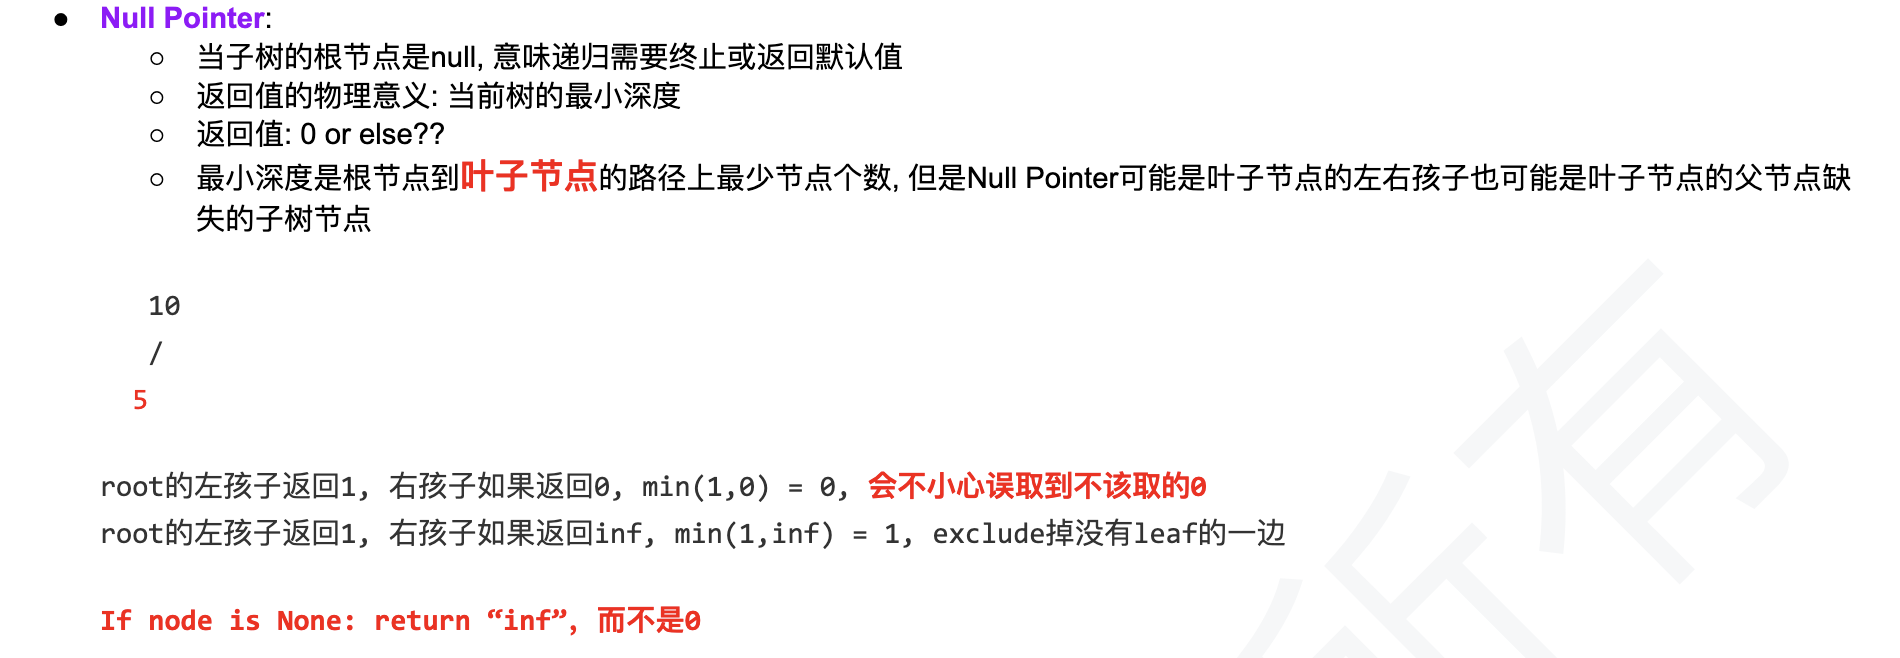 ● Null Pointer:
○ 当子树的根节点是null, 意味递归需要终止或返回默认值
○ 返回值的物理意义: 当前树的最小深度
○ 返回值: 0 or else??
○ 最小深度是根节点到叶子节点的路径上最少节点个数, 但是Null Pointer可能是叶子节点的左右孩子也可能是叶子节点的父节点缺
失的子树节点
10
/
5
root的左孩子返回1, 右孩子如果返回0, min(1,0) = 0, 会不小心误取到不该取的0
root的左孩子返回1, 右孩子如果返回inf, min(1,inf) = 1, exclude掉没有leaf的一边
If node is None: return “inf”, 而不是0
所有